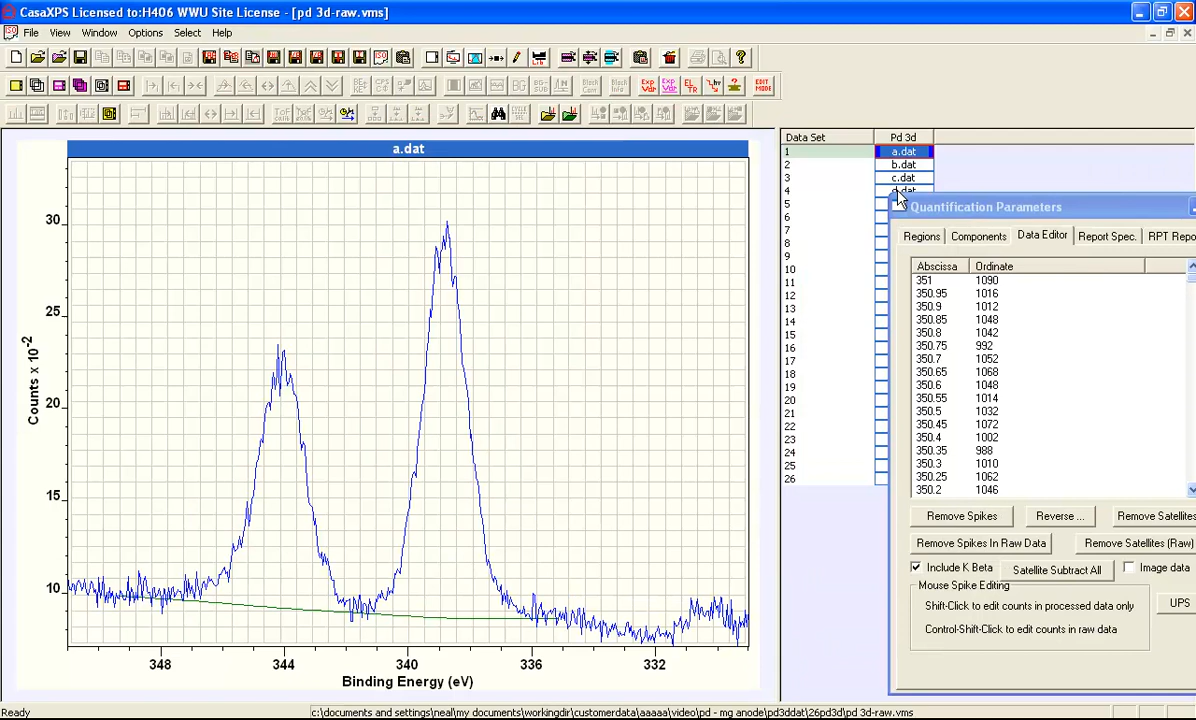 CasaXPS Licensed to:H406 WWU Site License - [pd 3d-raw.vms]
File View Window Options Select Help
a.dat
30
25
20
15
10
Counts x 10⁻²
348 344 340 336 332
Binding Energy (eV)
Data Set Pd 3d
1 a.dat
2 b.dat
3 c.dat
4 d.dat
5
6
7
8
9
10
11
12
13
14
15
16
17
18
19
20
21
22
23
24
25
26
Quantification Parameters
Regions Components Data Editor Report Spec. RPT Repo
Abscissa Ordinate
351 1090
350.95 1016
350.9 1012
350.85 1048
350.8 1042
350.75 992
350.7 1052
350.65 1068
350.6 1048
350.55 1014
350.5 1032
350.45 1072
350.4 1002
350.35 988
350.3 1010
350.25 1062
350.2 1046
Remove Spikes Reverse ... Remove Satellites
Remove Spikes In Raw Data Remove Satellites (Raw)
Include K Beta Satellite Subtract All Image data
Mouse Spike Editing
Shift-Click to edit counts in processed data only
Control-Shift-Click to edit counts in raw data
UPS
Ready c:\documents and settings\neal\my documents\workingdir\customerdata\aaaaa\video\pd - mg anode\pd3ddat\26pd3d\pd 3d-raw.vms